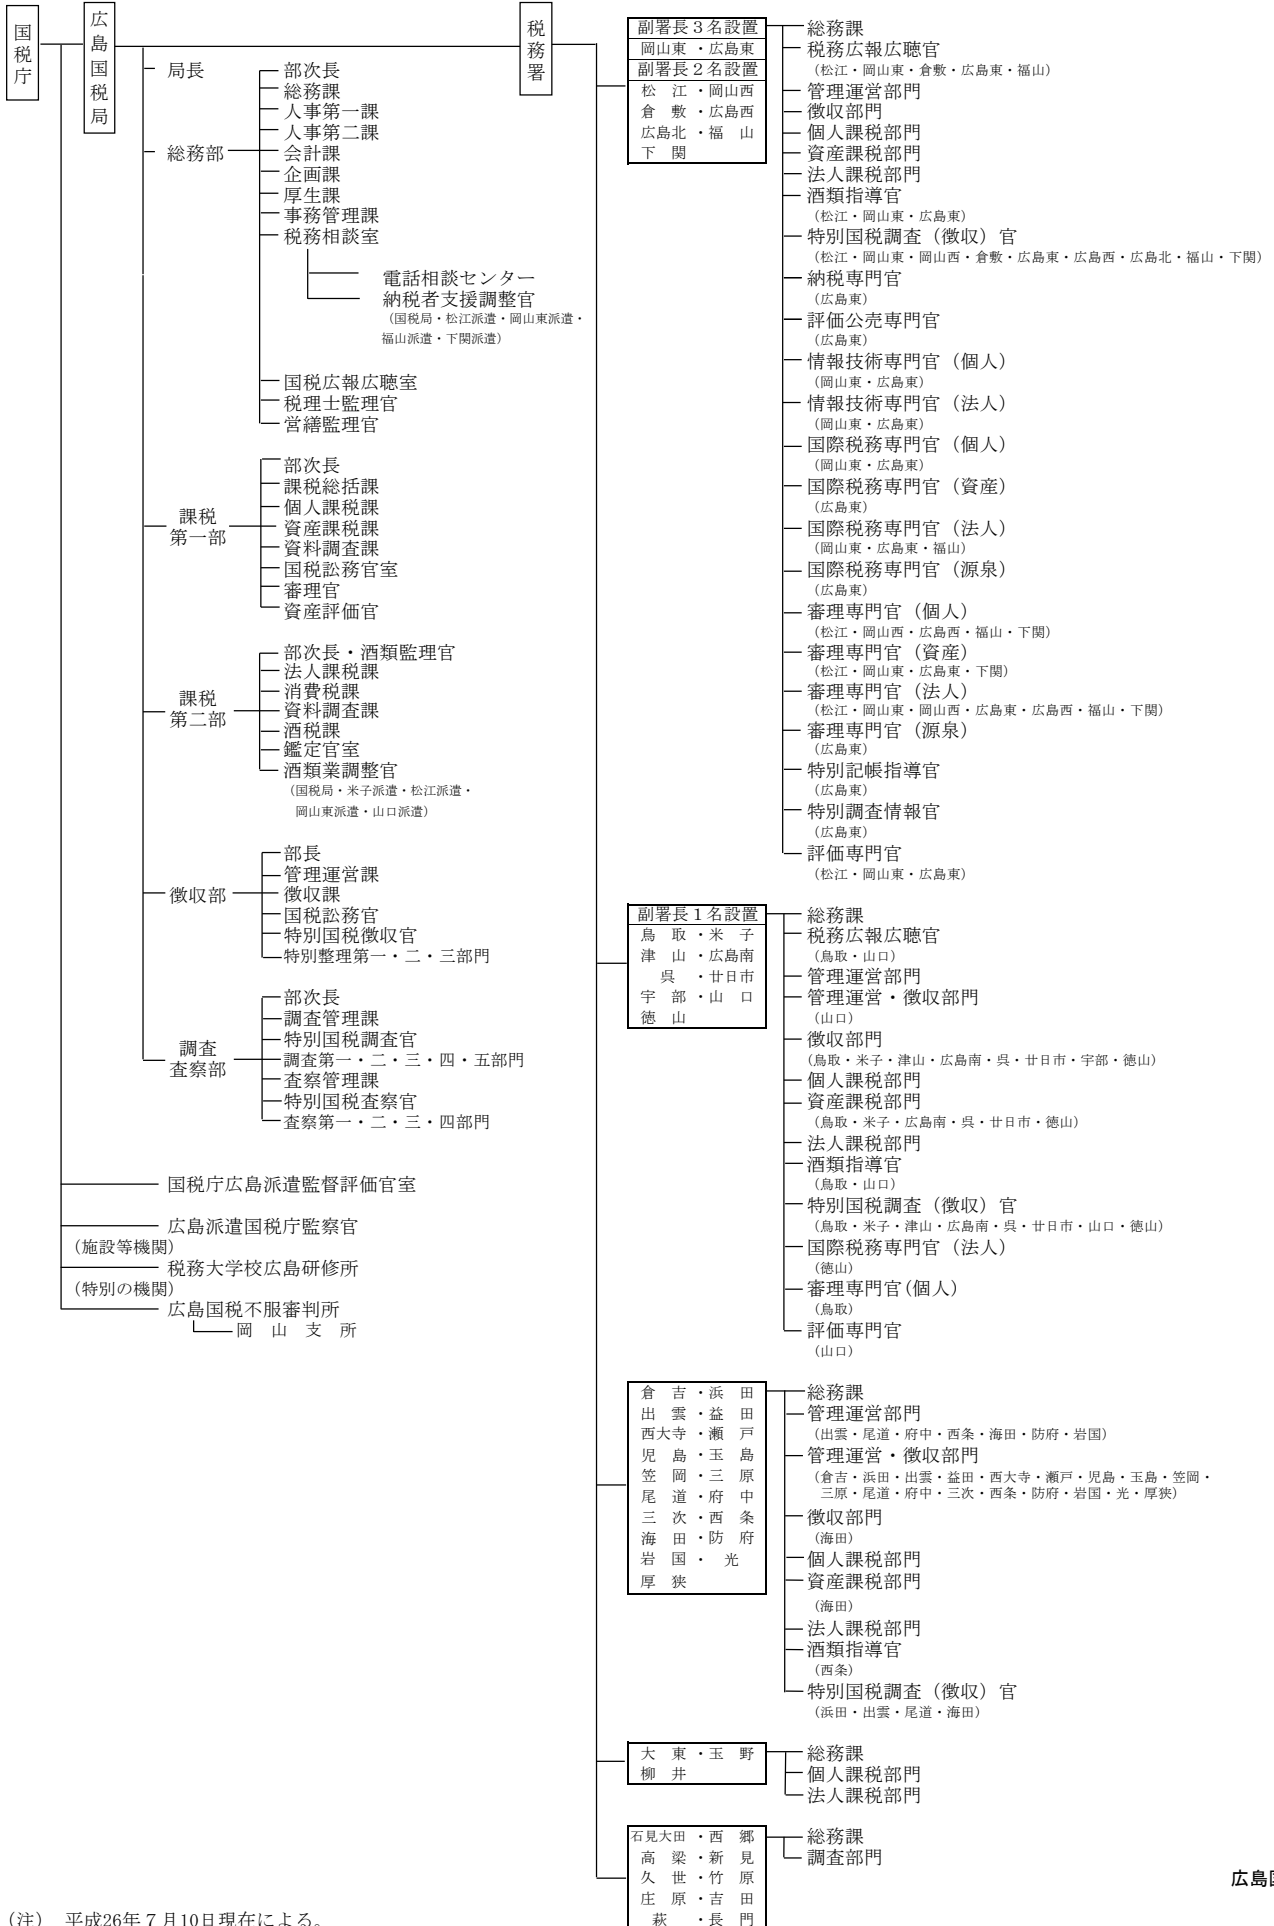 国税庁
広島国税局
局長
総務部
部次長
総務課
人事第一課
人事第二課
会計課
企画課
厚生課
事務管理課
税務相談室
電話相談センター
納税者支援調整官
（国税局・松江派遣・岡山東派遣・
福山派遣・下関派遣）
国税広報広聴室
税理士監理官
営繕監理官
課税
第一部
部次長
課税総括課
個人課税課
資産課税課
資料調査課
国税訟務官室
審理官
資産評価官
課税
第二部
部次長・酒類監理官
法人課税課
消費税課
資料調査課
酒税課
鑑定官室
酒類業調整官
（国税局・米子派遣・松江派遣・
岡山東派遣・山口派遣）
徴収部
部長
管理運営課
徴収課
国税訟務官
特別国税徴収官
特別整理第一・二・三部門
調査
査察部
部次長
調査管理課
特別国税調査官
調査第一・二・三・四・五部門
査察管理課
特別国税査察官
査察第一・二・三・四部門
国税庁広島派遣監督評価官室
広島派遣国税庁監察官
（施設等機関）
税務大学校広島研修所
（特別の機関）
広島国税不服審判所
岡　山　支　所
税務署
副署長３名設置
岡山東・広島東
副署長２名設置
松　江・岡山西
倉　敷・広島西
広島北・福　山
下　関
総務課
税務広報広聴官
（松江・岡山東・倉敷・広島東・福山）
管理運営部門
徴収部門
個人課税部門
資産課税部門
法人課税部門
酒類指導官
（松江・岡山東・広島東）
特別国税調査（徴収）官
（松江・岡山東・岡山西・倉敷・広島東・広島西・広島北・福山・下関）
納税専門官
（広島東）
評価公売専門官
（広島東）
情報技術専門官（個人）
（岡山東・広島東）
情報技術専門官（法人）
（岡山東・広島東）
国際税務専門官（個人）
（岡山東・広島東）
国際税務専門官（資産）
（広島東）
国際税務専門官（法人）
（岡山東・広島東・福山）
国際税務専門官（源泉）
（広島東）
審理専門官（個人）
（松江・岡山西・広島西・福山・下関）
審理専門官（資産）
（松江・岡山東・広島東・下関）
審理専門官（法人）
（松江・岡山東・岡山西・広島東・広島西・福山・下関）
審理専門官（源泉）
（広島東）
特別記帳指導官
（広島東）
特別調査情報官
（広島東）
評価専門官
（松江・岡山東・広島東）
副署長１名設置
鳥　取・米　子
津　山・広島南
呉　・廿日市
宇　部・山　口
徳　山
総務課
税務広報広聴官
（鳥取・山口）
管理運営部門
管理運営・徴収部門
（山口）
徴収部門
（鳥取・米子・津山・広島南・呉・廿日市・宇部・徳山）
個人課税部門
資産課税部門
（鳥取・米子・広島南・呉・廿日市・徳山）
法人課税部門
酒類指導官
（鳥取・山口）
特別国税調査（徴収）官
（鳥取・米子・津山・広島南・呉・廿日市・山口・徳山）
国際税務専門官（法人）
（徳山）
審理専門官(個人）
（鳥取）
評価専門官
（山口）
倉　吉・浜　田
出　雲・益　田
西大寺・瀬　戸
児　島・玉　島
笠　岡・三　原
尾　道・府　中
三　次・西　条
海　田・防　府
岩　国・　光
厚　狭
総務課
管理運営部門
（出雲・尾道・府中・西条・海田・防府・岩国）
管理運営・徴収部門
（倉吉・浜田・出雲・益田・西大寺・瀬戸・児島・玉島・笠岡・
三原・尾道・府中・三次・西条・防府・岩国・光・厚狭）
徴収部門
（海田）
個人課税部門
資産課税部門
（海田）
法人課税部門
酒類指導官
（西条）
特別国税調査（徴収）官
（浜田・出雲・尾道・海田）
大　東・玉　野
柳　井
総務課
個人課税部門
法人課税部門
石見大田・西　郷
高　梁・新　見
久　世・竹　原
庄　原・吉　田
萩　・長　門
総務課
調査部門
広島国
（注）　平成26年７月10日現在による。